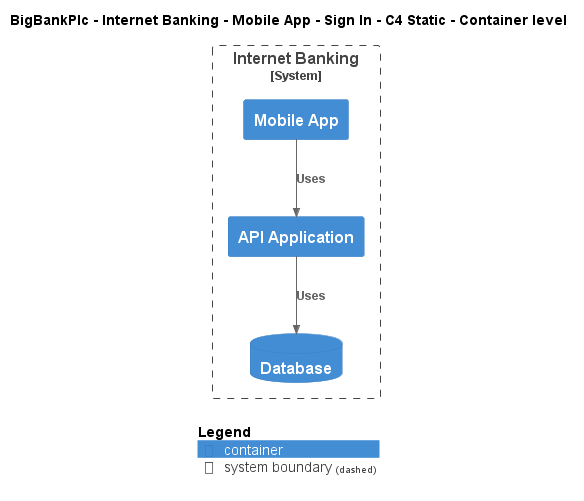 BigBankPlc - Internet Banking - Mobile App - Sign In - C4 Static - Container level
Internet Banking
[System]
Mobile App
Uses
API Application
Uses
Database
Legend
container
system boundary (dashed)